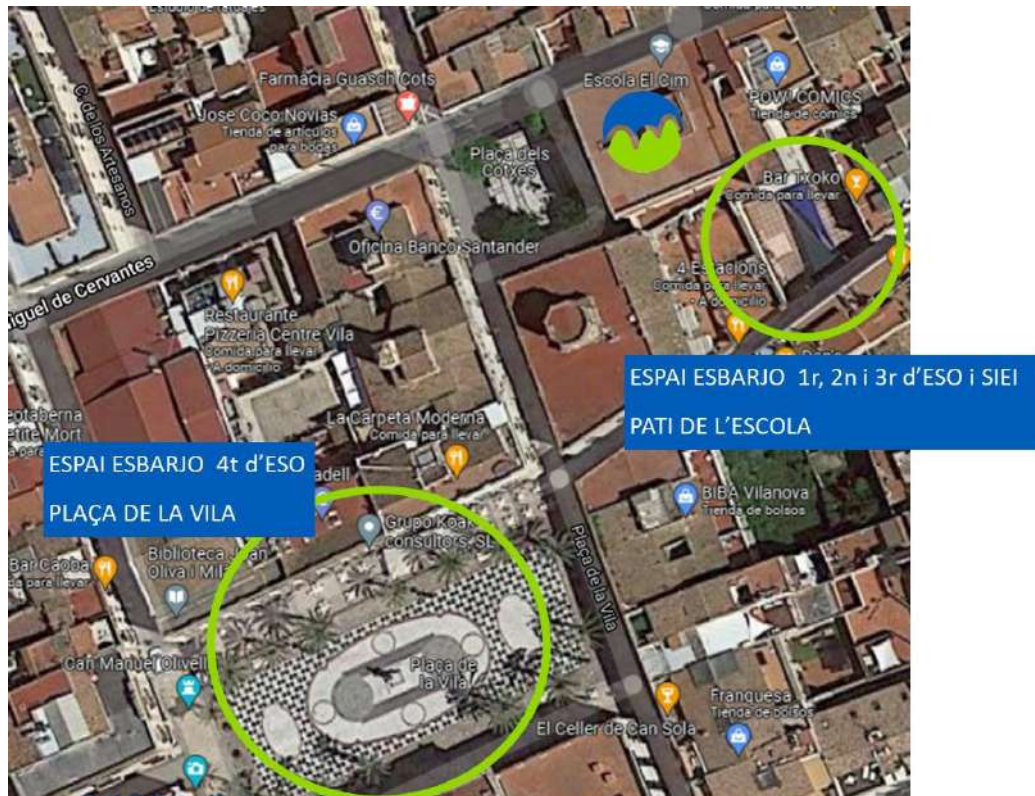 Farmàcia Guasch Cots
Escola El Cim
POW! COMICS
Tienda de cómics
C. de los Artesanos
Jose Coco Novias
Tienda de artículos
para bodas
Plaça dels
Cotxes
Bar Txoko
Comida para llevar
Oficina Banco Santander
4 Estacions
Comida para llevar
· A domicilio
Miguel de Cervantes
Restaurante
Pizzeria Centre Vila
Comida para llevar
· A domicilio
ESPAI ESBARJO 1r, 2n i 3r d’ESO i SIEI
PATI DE L’ESCOLA
La Carpeta Moderna
Comida para llevar
ESPAI ESBARJO 4t d’ESO
PLAÇA DE LA VILA
BIBA Vilanova
Tienda de bolsos
Grupo Koak
Consultors, SL
Plaça de la Vila
Bar Caoba
Biblioteca Joan
Oliva i Milà
Can Manuel Olivella
Plaça de
la Vila
El Celler de Can Sola
Franquesa
Tienda de bolsos